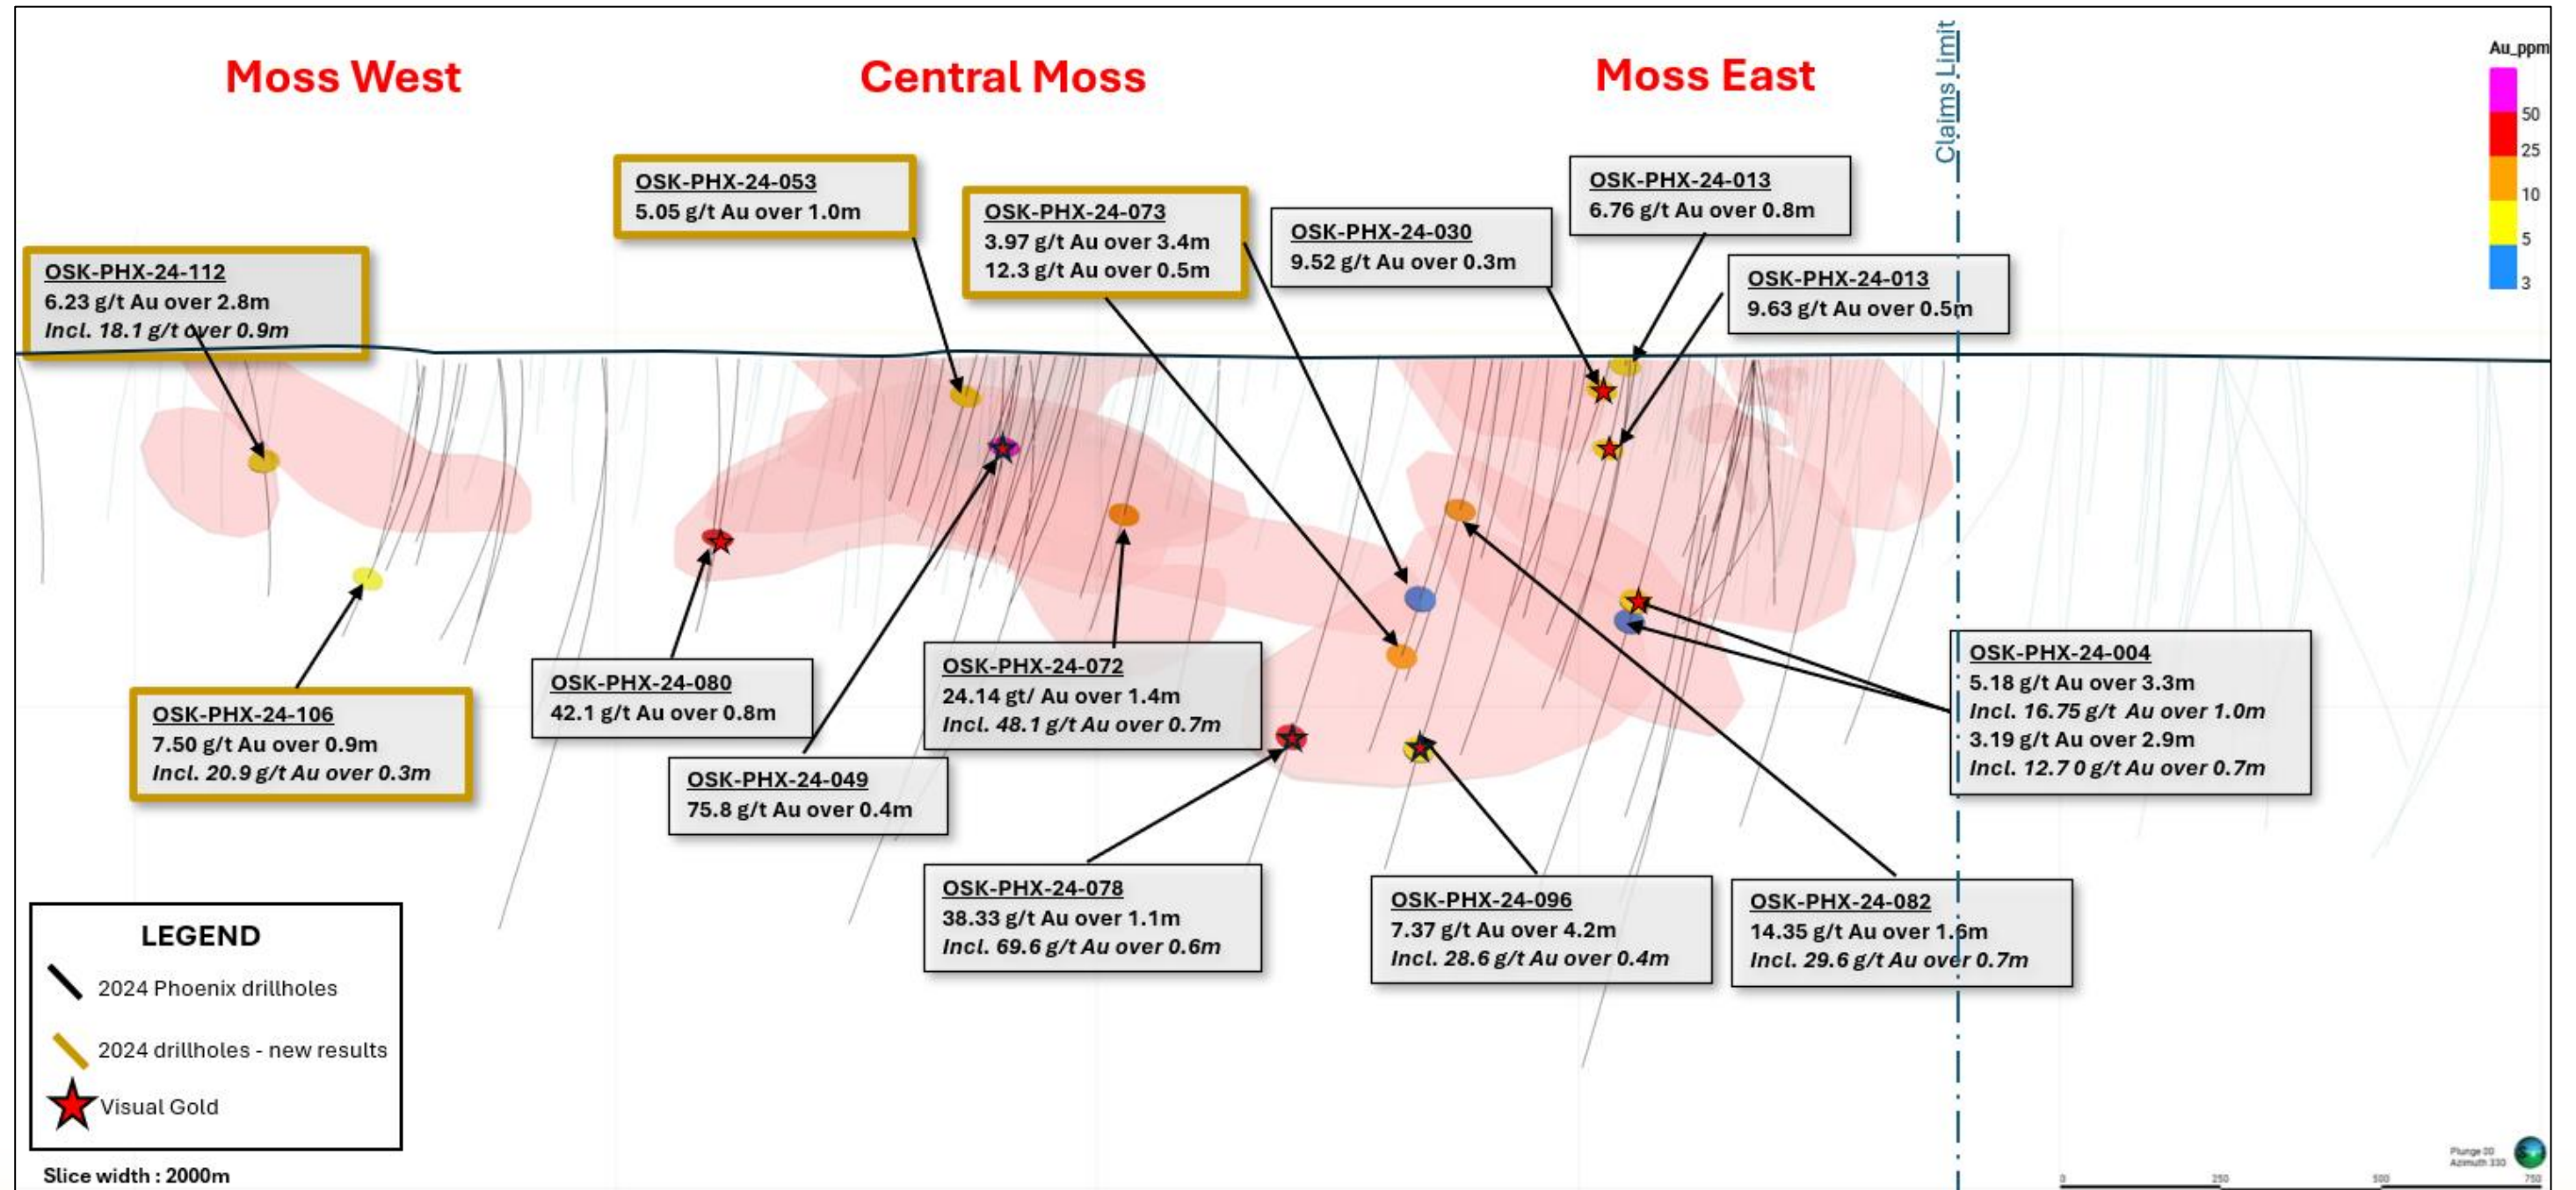 Moss West
Central Moss
Moss East
Claims Limit
Au_ppm
50
25
10
5
3
OSK-PHX-24-053
5.05 g/t Au over 1.0m
OSK-PHX-24-073
3.97 g/t Au over 3.4m
12.3 g/t Au over 0.5m
OSK-PHX-24-030
9.52 g/t Au over 0.3m
OSK-PHX-24-013
6.76 g/t Au over 0.8m
OSK-PHX-24-013
9.63 g/t Au over 0.5m
OSK-PHX-24-112
6.23 g/t Au over 2.8m
Incl. 18.1 g/t over 0.9m
OSK-PHX-24-106
7.50 g/t Au over 0.9m
Incl. 20.9 g/t Au over 0.3m
OSK-PHX-24-080
42.1 g/t Au over 0.8m
OSK-PHX-24-049
75.8 g/t Au over 0.4m
OSK-PHX-24-072
24.14 gt/ Au over 1.4m
Incl. 48.1 g/t Au over 0.7m
OSK-PHX-24-004
5.18 g/t Au over 3.3m
Incl. 16.75 g/t  Au over 1.0m
3.19 g/t Au over 2.9m
Incl. 12.7 0 g/t Au over 0.7m
OSK-PHX-24-078
38.33 g/t Au over 1.1m
Incl. 69.6 g/t Au over 0.6m
OSK-PHX-24-096
7.37 g/t Au over 4.2m
Incl. 28.6 g/t Au over 0.4m
OSK-PHX-24-082
14.35 g/t Au over 1.6m
Incl. 29.6 g/t Au over 0.7m
LEGEND
2024 Phoenix drillholes
2024 drillholes - new results
Visual Gold
Slice width : 2000m
Plunge 00
Azimuth 330
0
250
500
750